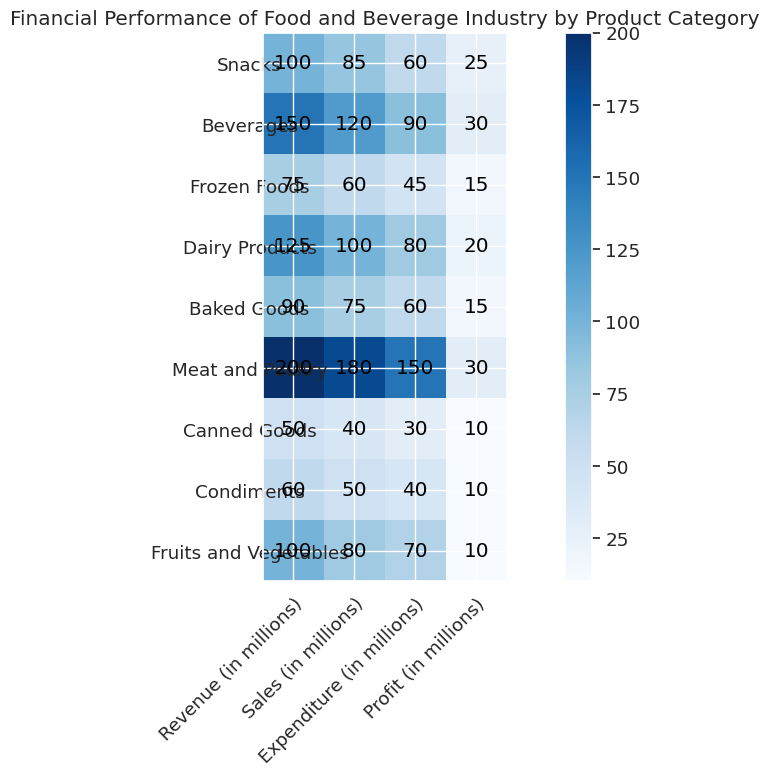 Financial Performance of Food and Beverage Industry by Product Category
Snacks 100 85 60 25
Beverages 150 120 90 30
Frozen Foods 75 60 45 15
Dairy Products 125 100 80 20
Baked Goods 90 75 60 15
Meat and 200 180 150 30
Canned Goods 50 40 30 10
Condiments 60 50 40 10
Fruits and Vegetables 100 80 70 10
Revenue (in millions)
Sales (in millions)
Expenditure (in millions)
Profit (in millions)
200
175
150
125
100
75
50
25